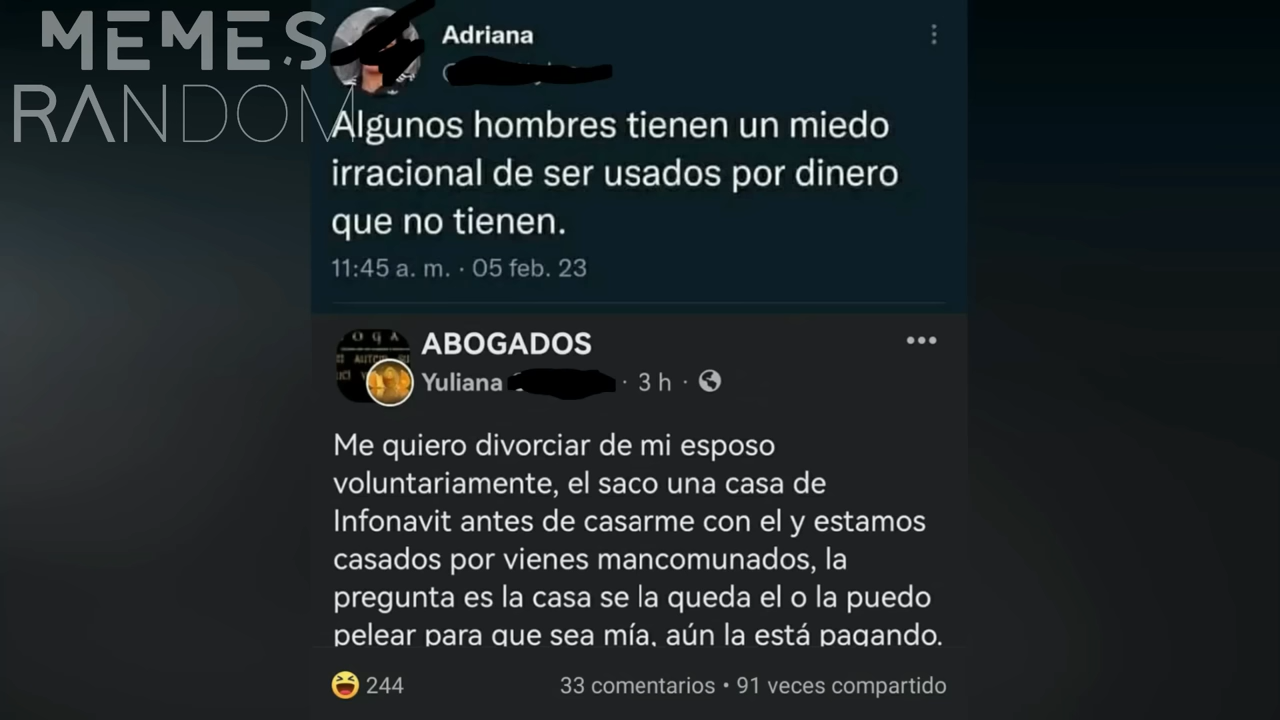 MEMES
RANDOM
Adriana
Algunos hombres tienen un miedo
irracional de ser usados por dinero
que no tienen.
11:45 a. m. · 05 feb. 23
ABOGADOS
Yuliana · 3 h ·
Me quiero divorciar de mi esposo
voluntariamente, el saco una casa de
Infonavit antes de casarme con el y estamos
casados por vienes mancomunados, la
pregunta es la casa se la queda el o la puedo
pelear para que sea mía, aún la está pagando.
244
33 comentarios • 91 veces compartido